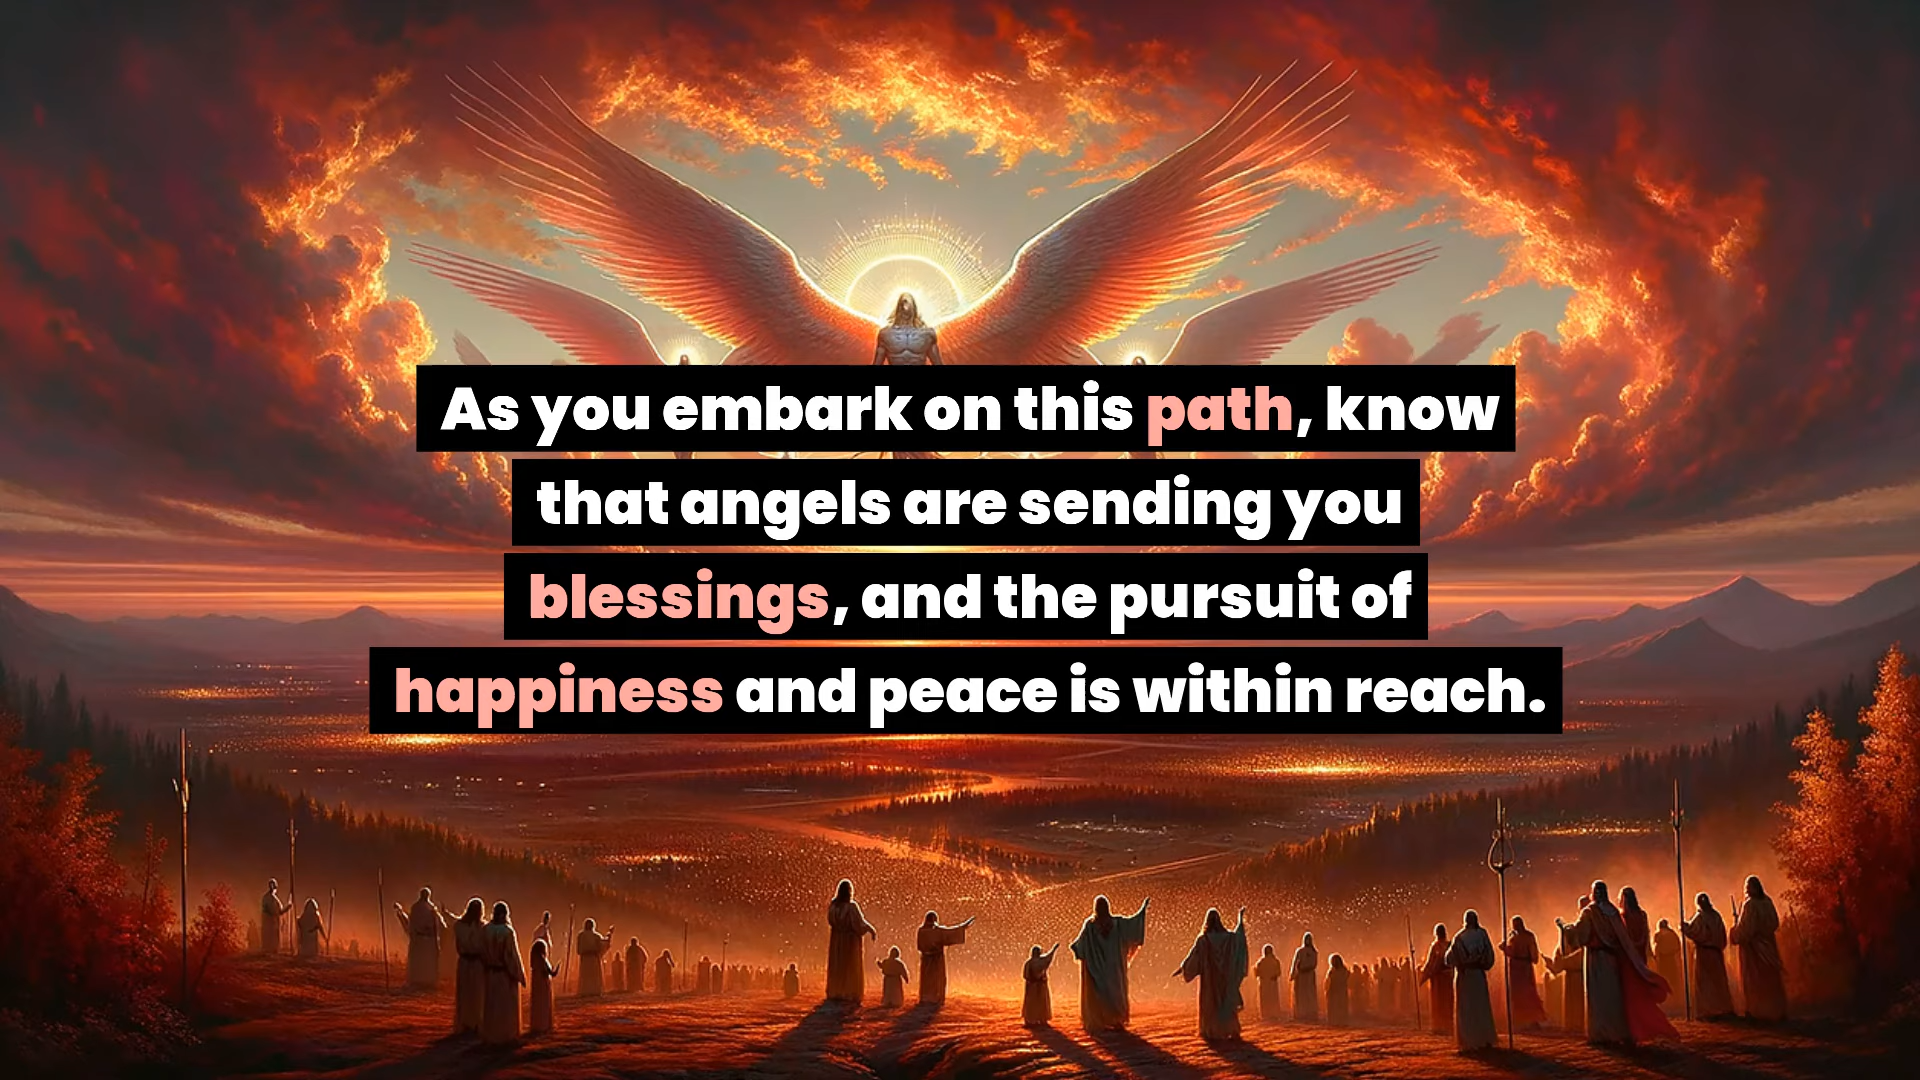 As you embark on this path, know
that angels are sending you
blessings, and the pursuit of
happiness and peace is within reach.